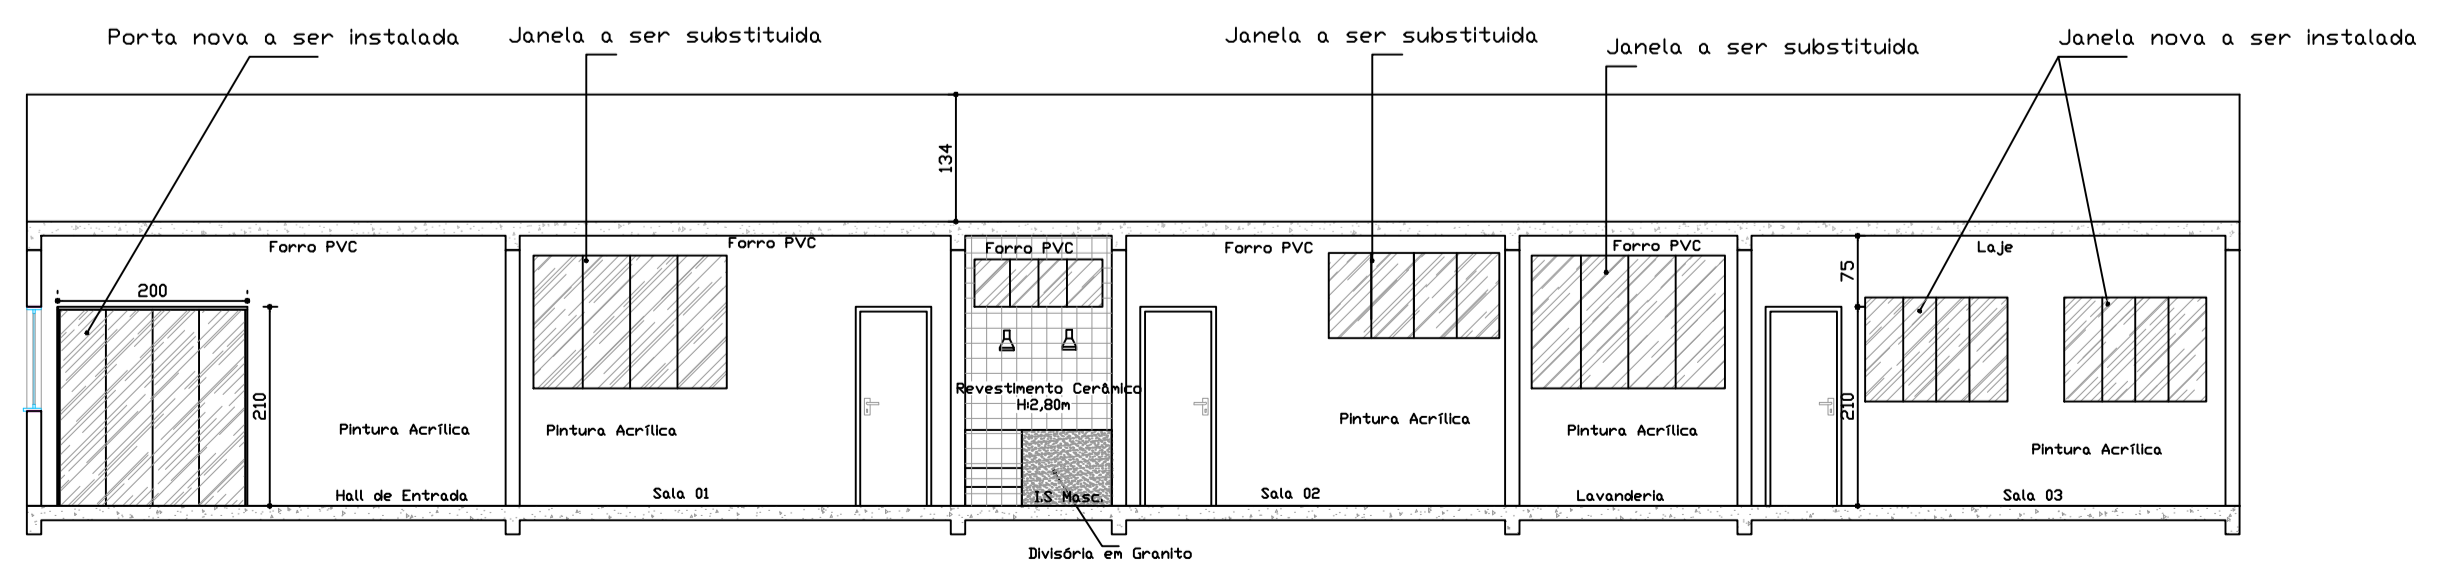 Porta nova a ser instalada
Janela a ser substituida
Janela a ser substituida
Janela a ser substituida
Janela nova a ser instalada
134
Forro PVC
Forro PVC
Forro PVC
Forro PVC
Forro PVC
Laje
75
200
210
Revestimento Cerâmico
H:2,80m
210
Pintura Acrílica
Pintura Acrílica
Pintura Acrílica
Pintura Acrílica
Pintura Acrílica
Hall de Entrada
Sala 01
I.S Masc.
Sala 02
Lavanderia
Sala 03
Divisória em Granito